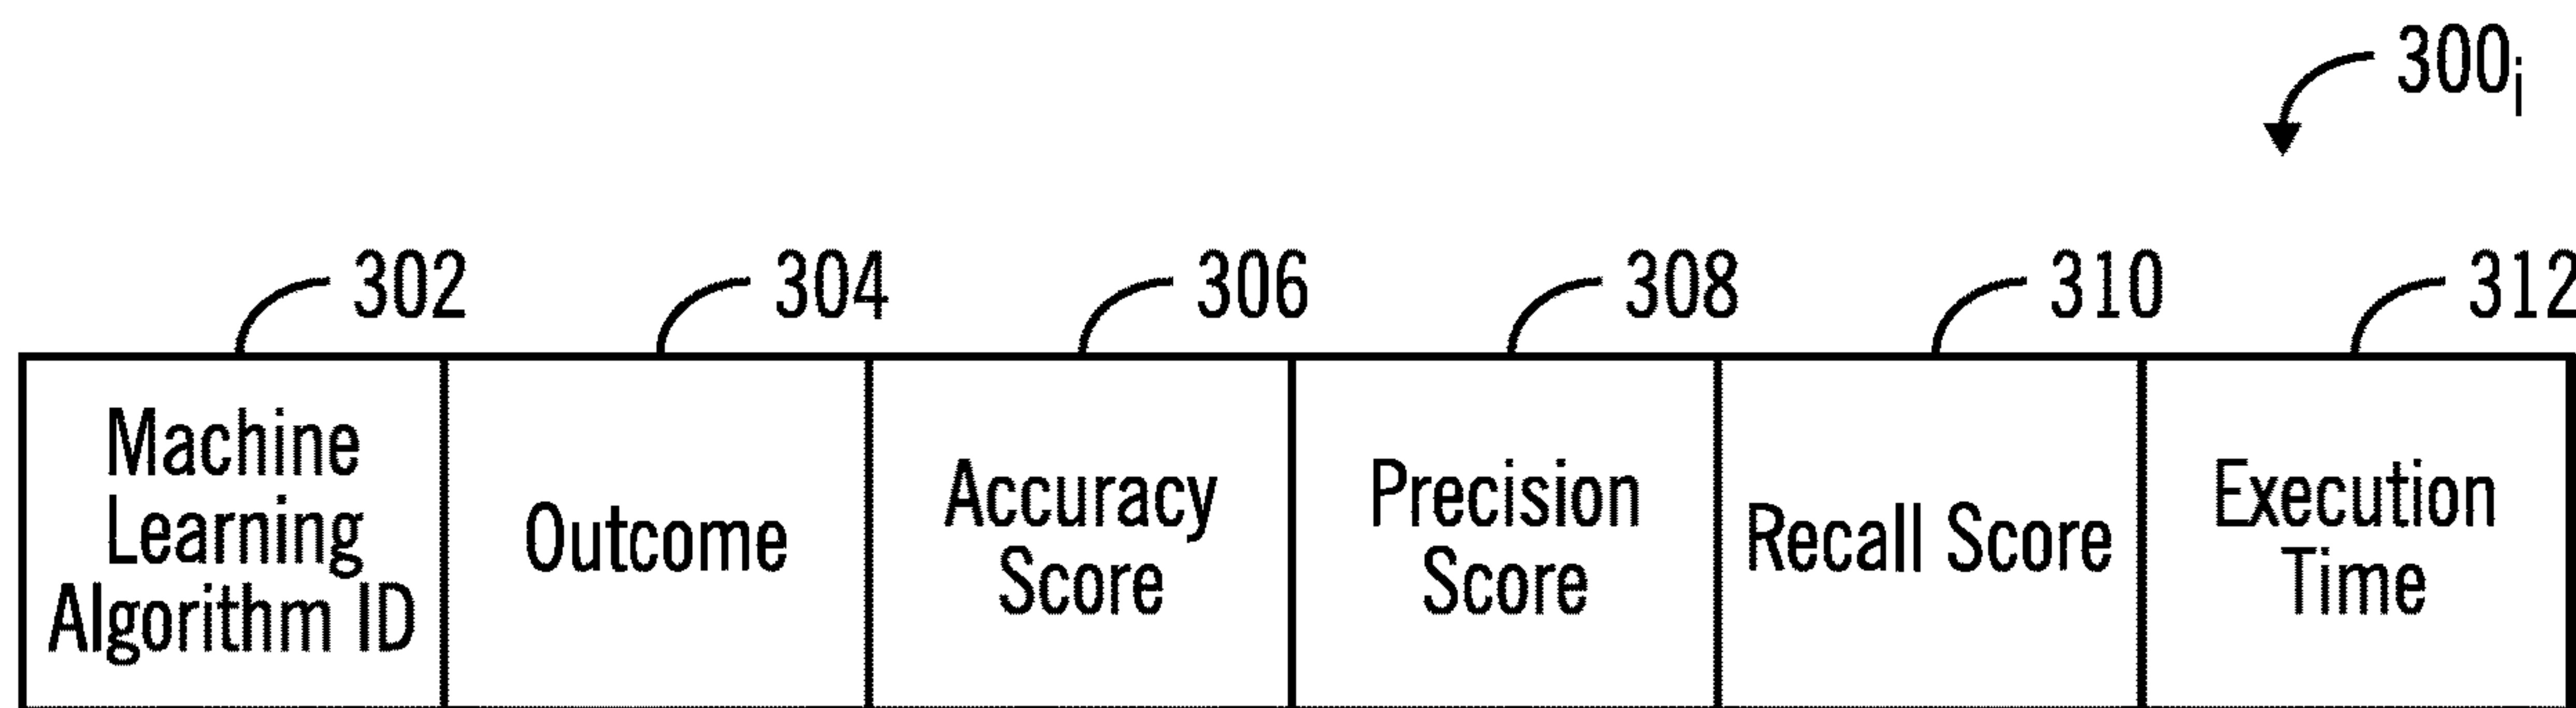 300i
302 304 306 308 310 312
Machine
Learning
Algorithm ID
Outcome
Accuracy
Score
Precision
Score
Recall Score
Execution
Time